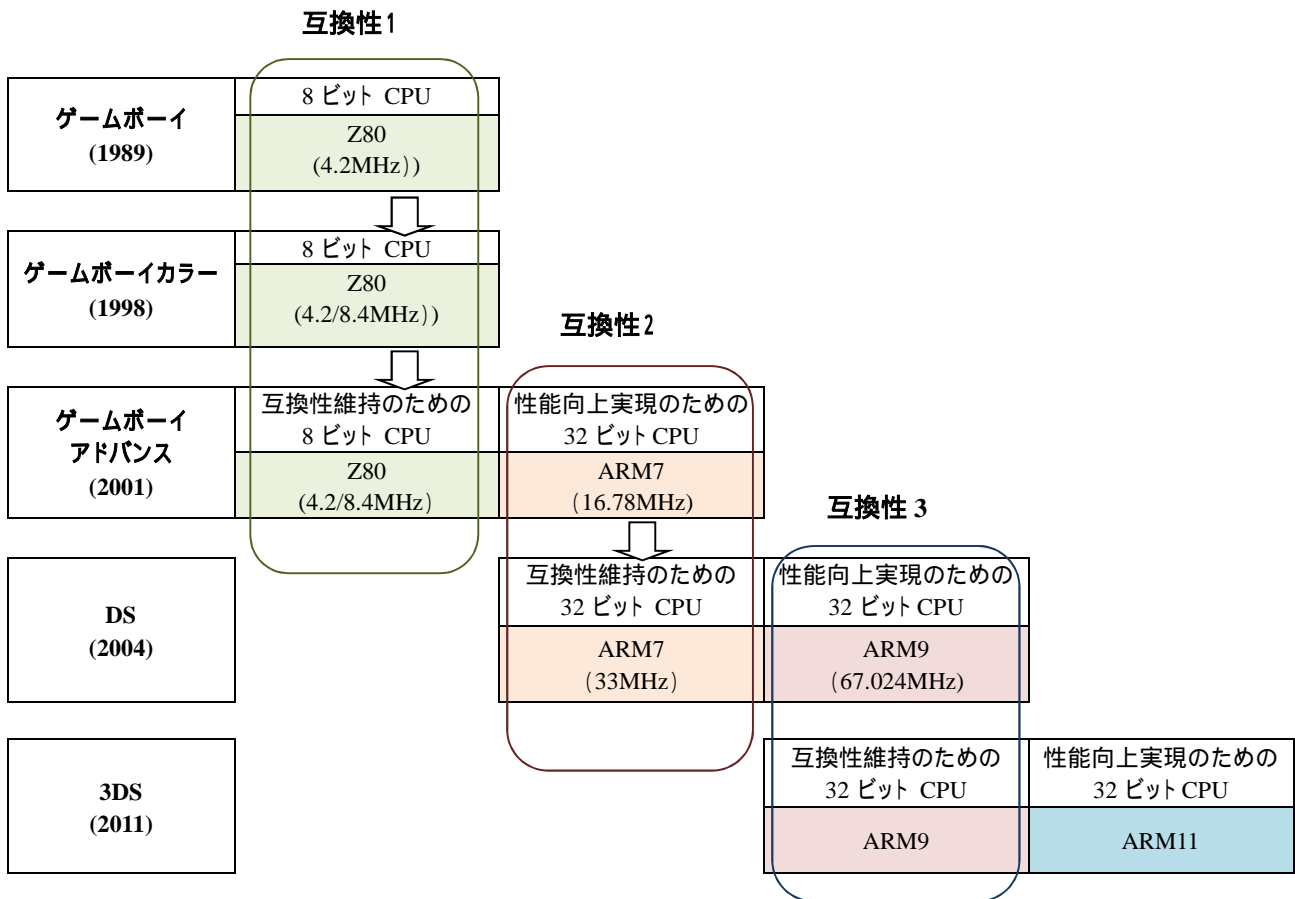 互換性1
ゲームボーイ
(1989)
8 ビット CPU
Z80
(4.2MHz))
ゲームボーイカラー
(1998)
8 ビット CPU
Z80
(4.2/8.4MHz))
互換性2
ゲームボーイ
アドバンス
(2001)
互換性維持のための
8 ビット CPU
Z80
(4.2/8.4MHz)
性能向上実現のための
32 ビット CPU
ARM7
(16.78MHz)
互換性 3
DS
(2004)
互換性維持のための
32 ビット CPU
ARM7
(33MHz)
性能向上実現のための
32 ビット CPU
ARM9
(67.024MHz)
3DS
(2011)
互換性維持のための
32 ビット CPU
ARM9
性能向上実現のための
32 ビット CPU
ARM11